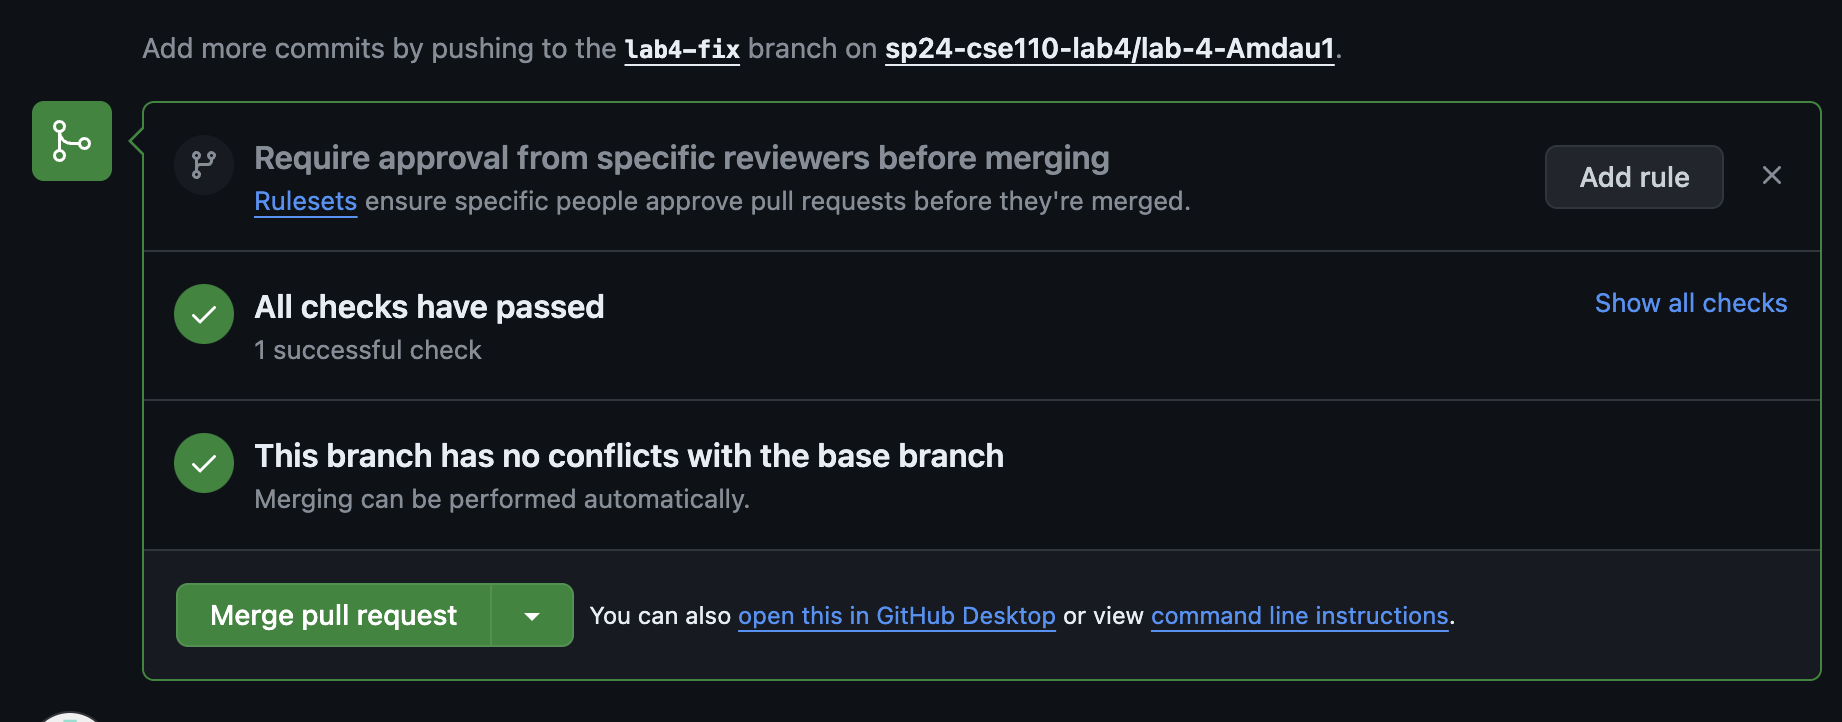 Add more commits by pushing to the lab4-fix branch on sp24-cse110-lab4/lab-4-Amdau1.
Require approval from specific reviewers before merging
Rulesets ensure specific people approve pull requests before they're merged.
Add rule
All checks have passed
1 successful check
Show all checks
This branch has no conflicts with the base branch
Merging can be performed automatically.
Merge pull request
You can also open this in GitHub Desktop or view command line instructions.